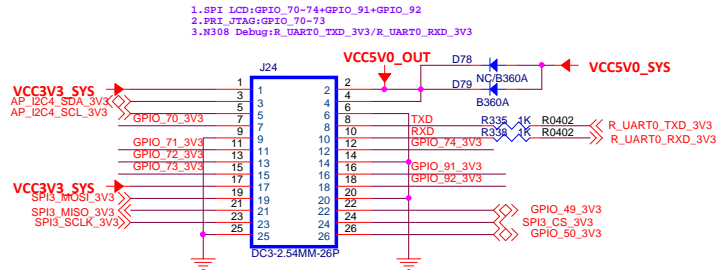 1.SPI LCD:GPIO_70-74+GPIO_91+GPIO_92
2.PRI_JTAG:GPIO_70~73
3.N308 Debug:R_UART0_TXD_3V3/R_UART0_RXD_3V3
VCC5V0_OUT
D78
NC/B360A
D79
B360A
VCC5V0_SYS
J24
VCC3V3_SYS
1 1 2 2
AP_I2C4_SDA_3V3 3 3 4 4
AP_I2C4_SCL_3V3 5 5 6 6
GPIO_70_3V3 7 7 8 8 TXD R335 1K R0402 R_UART0_TXD_3V3
9 9 10 10 RXD R338 1K R0402 R_UART0_RXD_3V3
GPIO_71_3V3 11 11 12 12 GPIO_74_3V3
GPIO_72_3V3 13 13 14 14
GPIO_73_3V3 15 15 16 16 GPIO_91_3V3
VCC3V3_SYS 17 17 18 18 GPIO_92_3V3
SPI3_MOSI_3V3 19 19 20 20
SPI3_MISO_3V3 21 21 22 22 GPIO_49_3V3
SPI3_SCLK_3V3 23 23 24 24 SPI3_CS_3V3
25 25 26 26 GPIO_50_3V3
DC3-2.54MM-26P